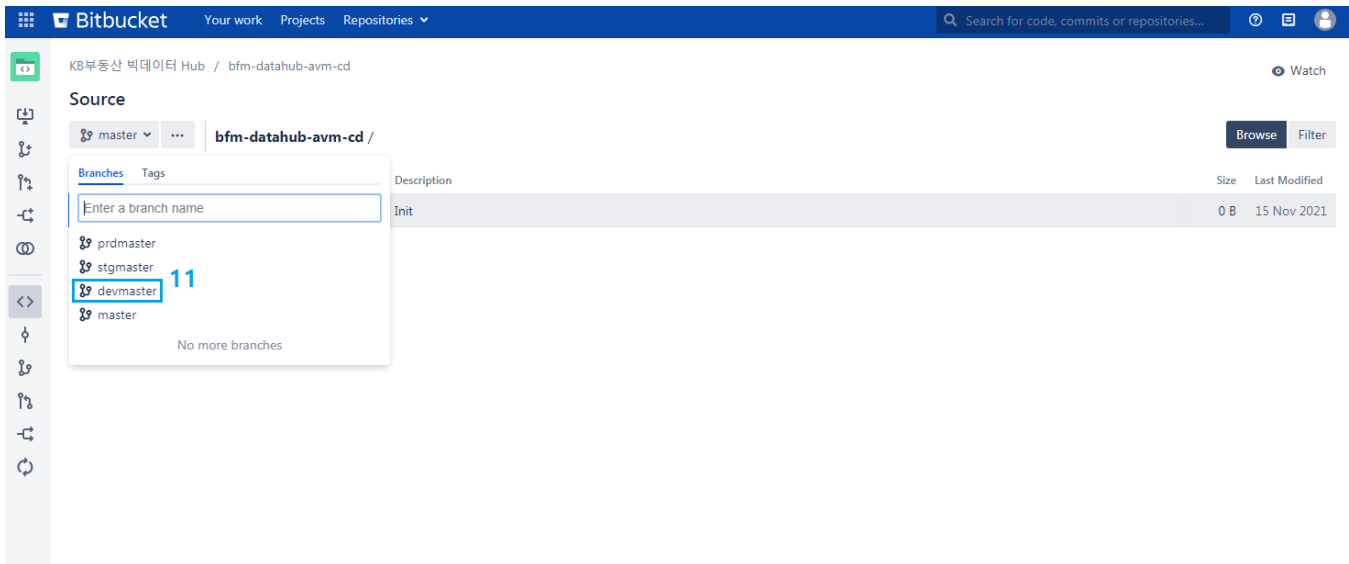 Bitbucket Your work Projects Repositories Search for code, commits or repositories...
KB부동산 빅데이터 Hub / bfm-datahub-avm-cd
Watch
Source
master ••• bfm-datahub-avm-cd /
Browse Filter
Branches Tags
Description Size Last Modified
Enter a branch name
Init 0 B 15 Nov 2021
prdmaster
stgmaster
11
devmaster
master
No more branches